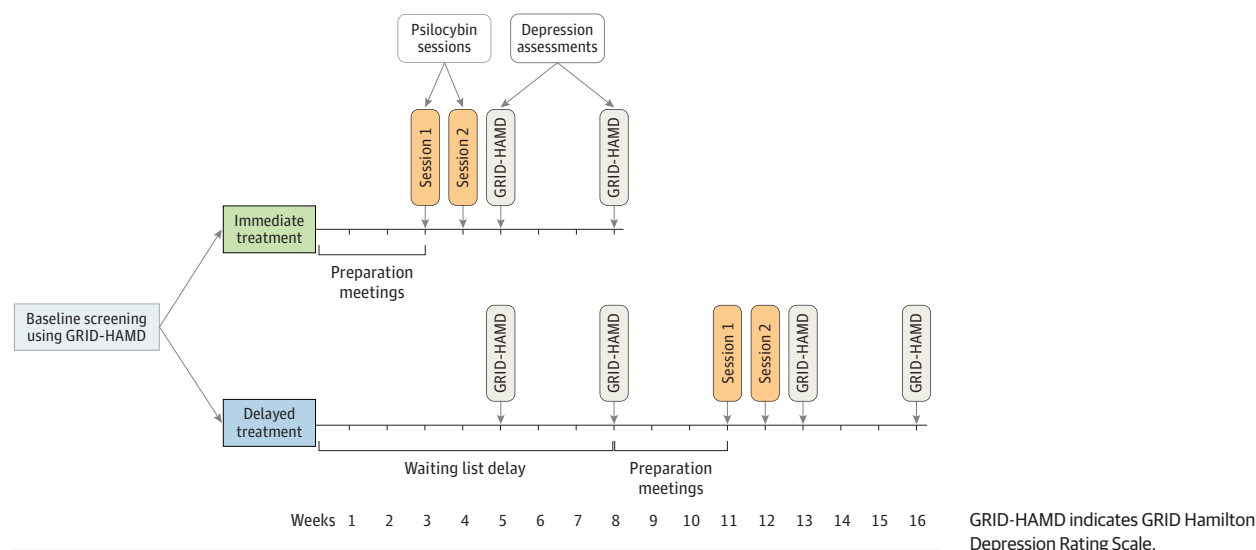 Psilocybin
sessions
Depression
assessments
Session 1
Session 2
GRID-HAMD
GRID-HAMD
Immediate
treatment
Preparation
meetings
Baseline screening
using GRID-HAMD
GRID-HAMD
GRID-HAMD
Session 1
Session 2
GRID-HAMD
GRID-HAMD
Delayed
treatment
Waiting list delay
Preparation
meetings
Weeks 1 2 3 4 5 6 7 8 9 10 11 12 13 14 15 16
GRID-HAMD indicates GRID Hamilton
Depression Rating Scale.